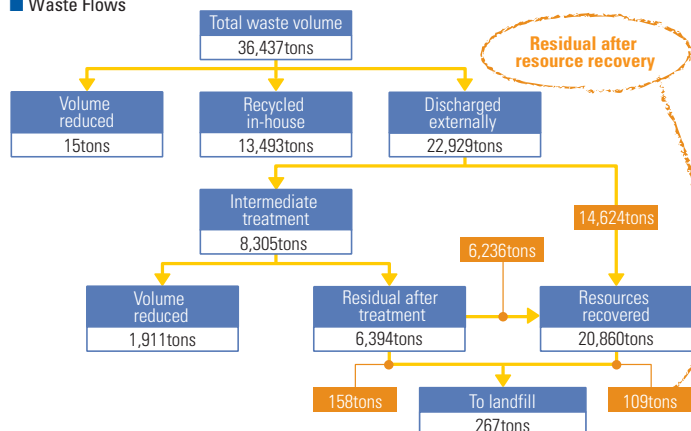 ■ Waste Flows
Total waste volume
36,437tons
Residual after
resource recovery
Volume
reduced
15tons
Recycled
in-house
13,493tons
Discharged
externally
22,929tons
Intermediate
treatment
8,305tons
14,624tons
6,236tons
Volume
reduced
1,911tons
Residual after
treatment
6,394tons
Resources
recovered
20,860tons
158tons
To landfill
267tons
109tons